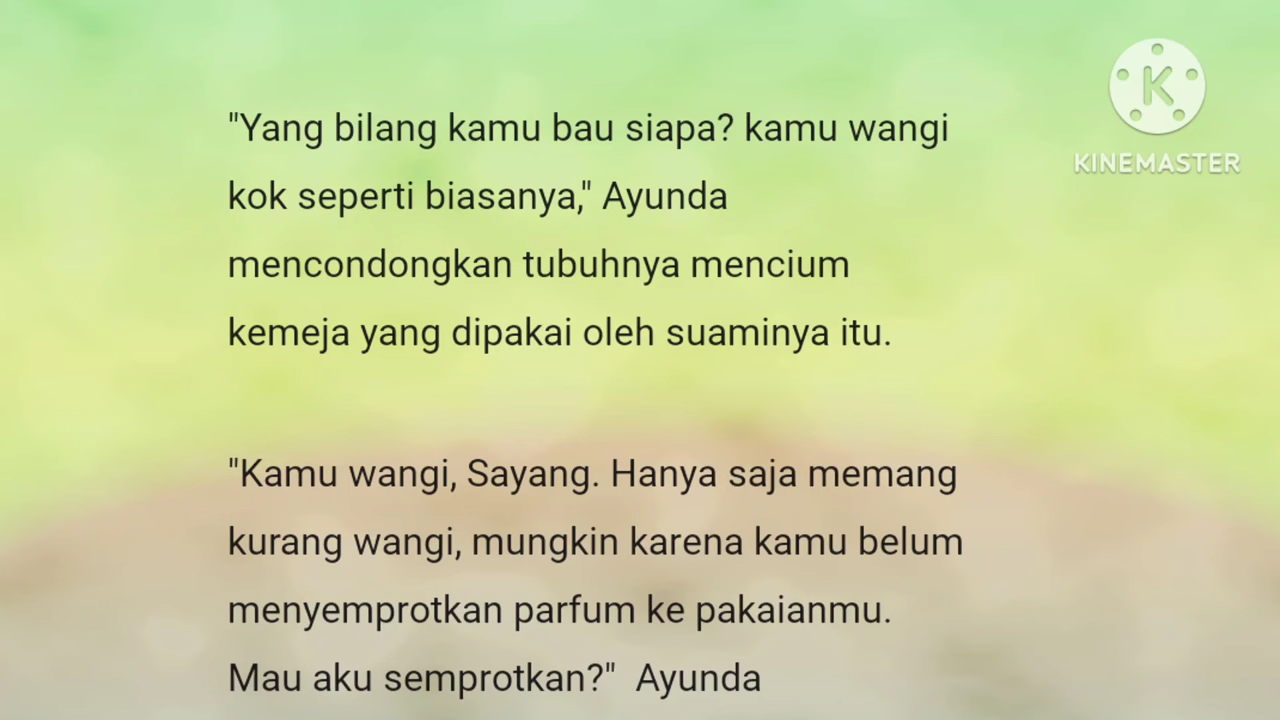 "Yang bilang kamu bau siapa? kamu wangi
kok seperti biasanya," Ayunda
mencondongkan tubuhnya mencium
kemeja yang dipakai oleh suaminya itu.
"Kamu wangi, Sayang. Hanya saja memang
kurang wangi, mungkin karena kamu belum
menyemprotkan parfum ke pakaianmu.
Mau aku semprotkan?"  Ayunda
K
KINEMASTER